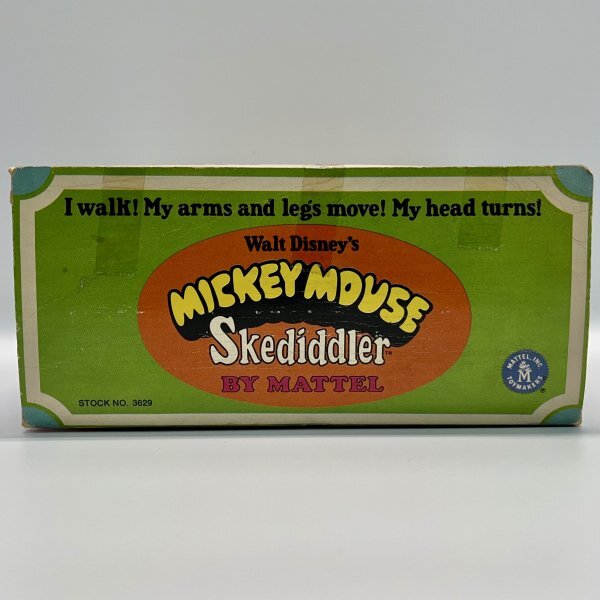 I walk! My arms and legs move! My head turns!
Walt Disney's
MICKEY MOUSE
Skediddler™
BY MATTEL
STOCK NO. 3629
MATTEL, INC.
M
TOYMAKERS
®